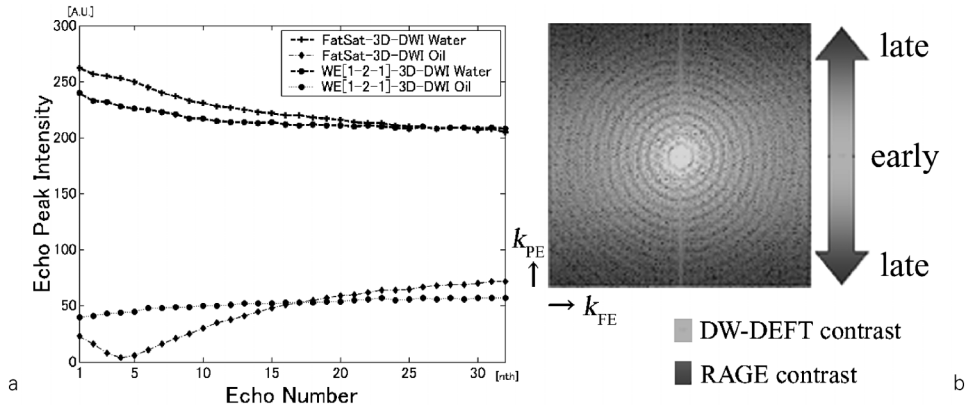 [A.U.]
300
250
200
150
100
50
0
Echo Peak Intensity
FatSat-3D-DWI Water
FatSat-3D-DWI Oil
WE[1-2-1]-3D-DWI Water
WE[1-2-1]-3D-DWI Oil
1 5 10 15 20 25 30 [nth]
Echo Number
a
late
early
late
kPE
kFE
DW-DEFT contrast
RAGE contrast
b